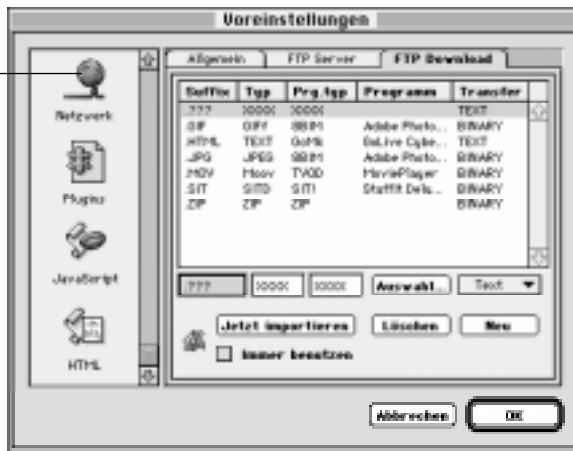 Voreinstellungen
Netzwerk
Plugins
JavaScript
HTML
Allgemein FTP Server FTP Download
Suffix Typ Prg.typ Programm Transfer
.??? XXXX XXXX TEXT
.GIF GIFf 8BIM Adobe Photo... BINARY
.HTML TEXT GoMk GoLive Cybe... TEXT
.JPG JPEG 8BIM Adobe Photo... BINARY
.MOV Moov TVOD MoviePlayer BINARY
.SIT SITD SIT! StuffIt Delu... BINARY
.ZIP ZIP ZIP BINARY
.??? XXXX XXXX Auswahl... Text
Jetzt importieren Löschen Neu
Immer benutzen
Abbrechen OK